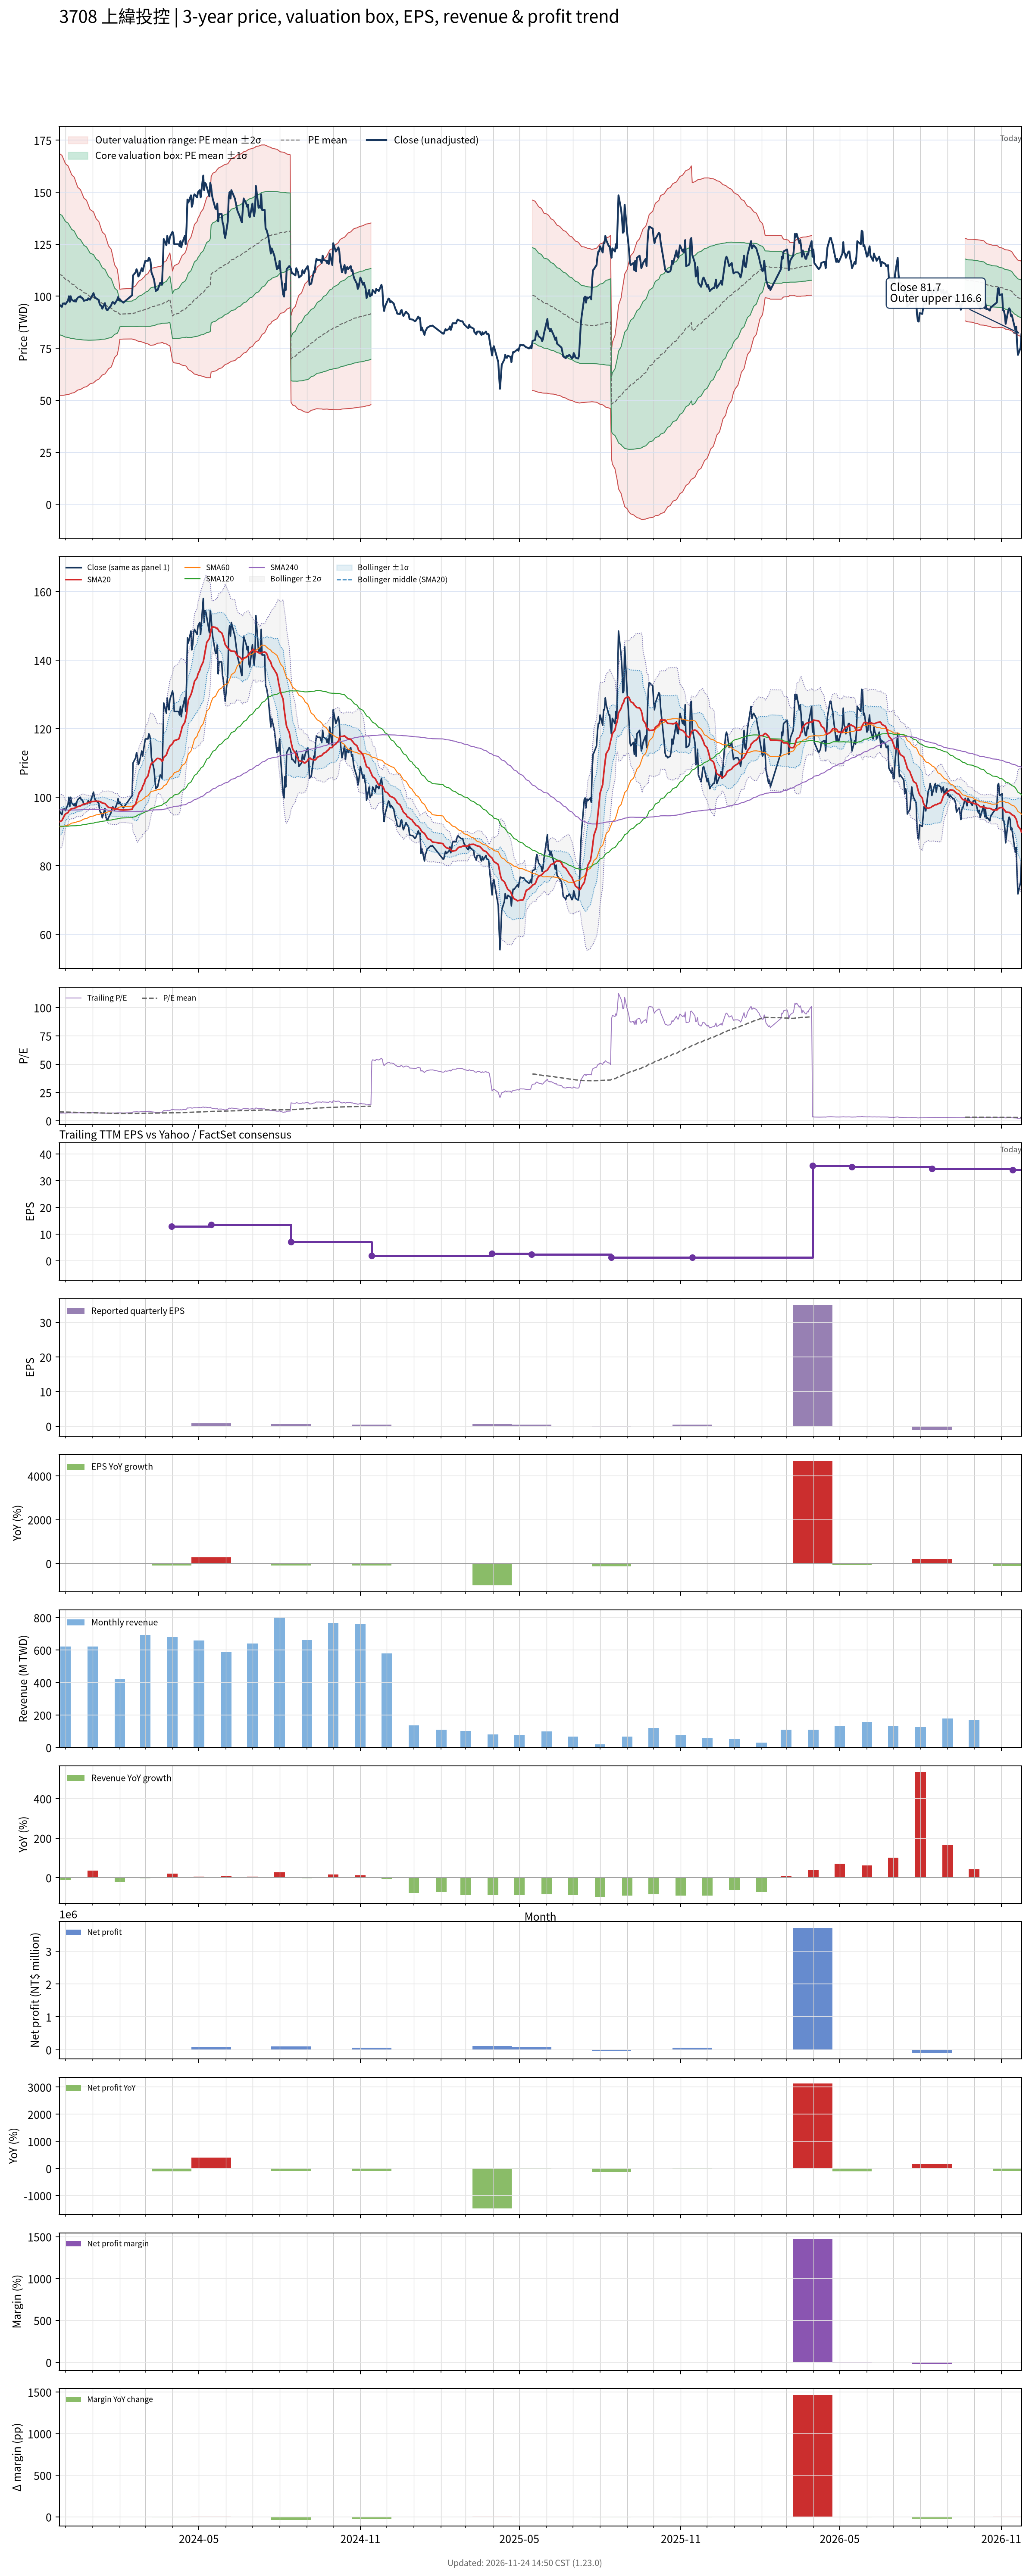 3708 上緯投控 | 3-year price, valuation box, EPS, revenue & profit trend
Outer valuation range: PE mean ±2σ
PE mean
Close (unadjusted)
Core valuation box: PE mean ±1σ
Today
175
150
125
100
75
50
25
0
Price (TWD)
Close 81.7
Outer upper 116.6
Close (same as panel 1)
SMA60
SMA240
Bollinger ±1σ
SMA20
SMA120
Bollinger ±2σ
Bollinger middle (SMA20)
160
140
120
100
80
60
Price
Trailing P/E
P/E mean
100
75
50
25
0
P/E
Trailing TTM EPS vs Yahoo / FactSet consensus
Today
40
30
20
10
0
EPS
Reported quarterly EPS
30
20
10
0
EPS
EPS YoY growth
4000
2000
0
YoY (%)
Monthly revenue
800
600
400
200
0
Revenue (M TWD)
Revenue YoY growth
400
200
0
YoY (%)
Month
1e6
Net profit
3
2
1
0
Net profit (NT$ million)
Net profit YoY
3000
2000
1000
0
-1000
YoY (%)
Net profit margin
1500
1000
500
0
Margin (%)
Margin YoY change
1500
1000
500
0
Δ margin (pp)
2024-05
2024-11
2025-05
2025-11
2026-05
2026-11
Updated: 2026-11-24 14:50 CST (1.23.0)